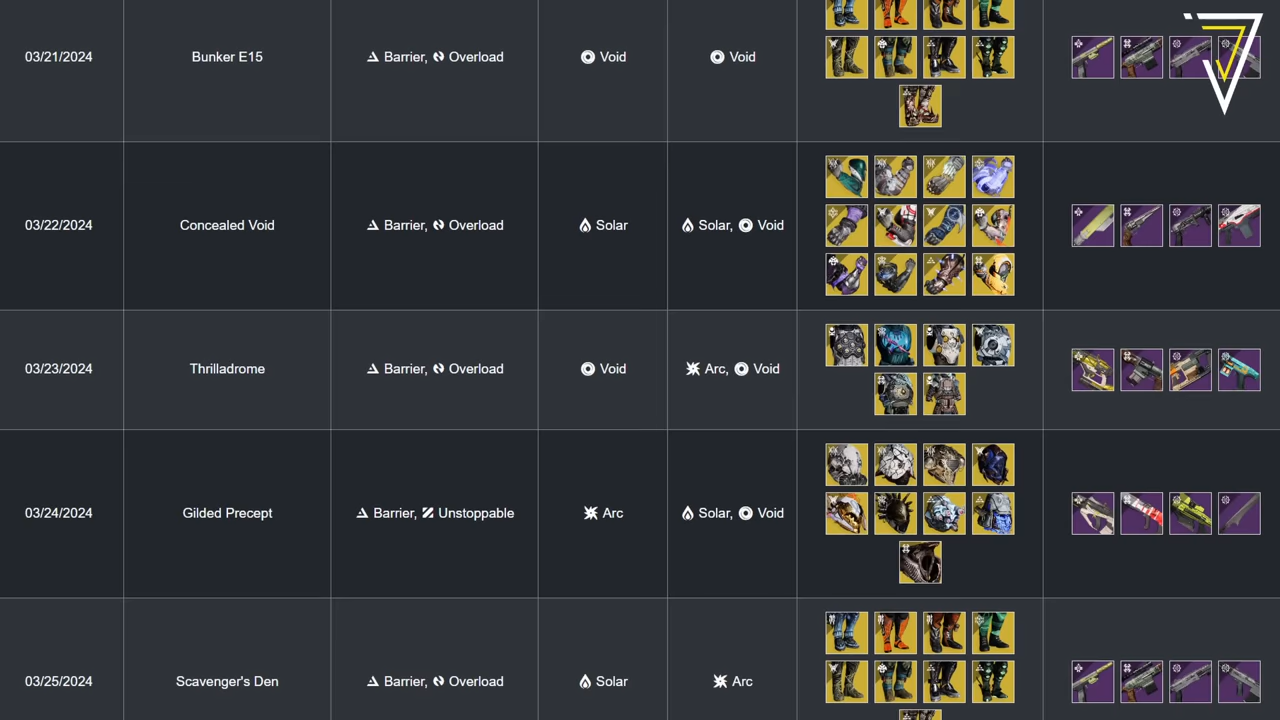 03/21/2024 Bunker E15 Barrier, Overload Void Void
03/22/2024 Concealed Void Barrier, Overload Solar Solar, Void
03/23/2024 Thrilladrome Barrier, Overload Void Arc, Void
03/24/2024 Gilded Precept Barrier, Unstoppable Arc Solar, Void
03/25/2024 Scavenger's Den Barrier, Overload Solar Arc